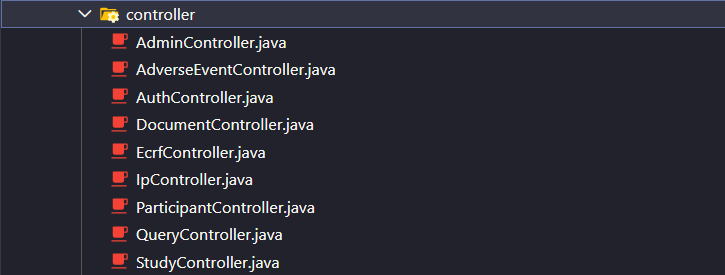 controller
AdminController.java
AdverseEventController.java
AuthController.java
DocumentController.java
EcrfController.java
IpController.java
ParticipantController.java
QueryController.java
StudyController.java